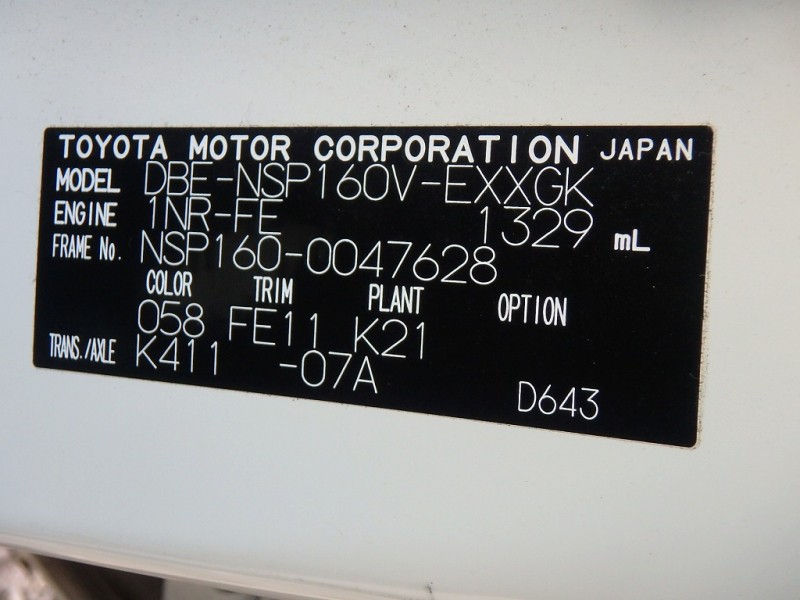 TOYOTA MOTOR CORPORATION JAPAN
MODEL DBE-NSP160V-EXXGK
ENGINE 1NR-FE 1329 mL
FRAME No. NSP160-0047628
COLOR TRIM PLANT OPTION
058 FE11 K21
TRANS./AXLE K411 -07A
D643